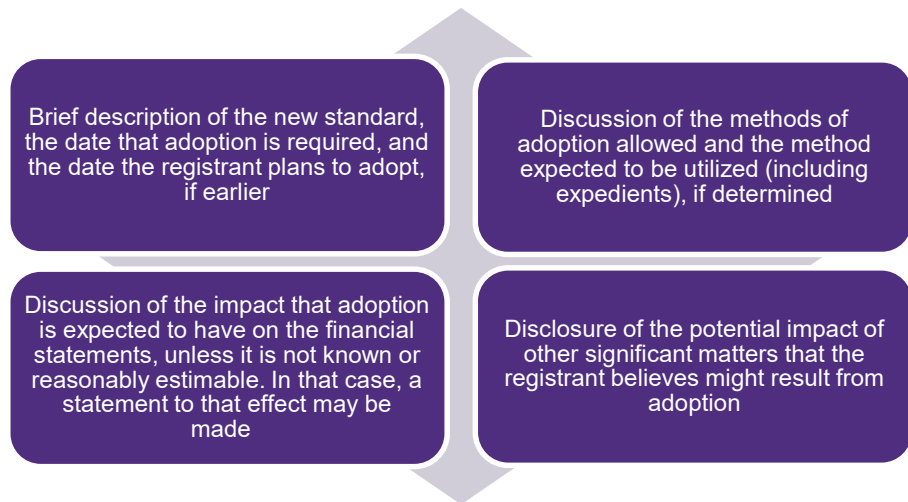 Brief description of the new standard,
the date that adoption is required, and
the date the registrant plans to adopt,
if earlier
Discussion of the methods of
adoption allowed and the method
expected to be utilized (including
expedients), if determined
Discussion of the impact that adoption
is expected to have on the financial
statements, unless it is not known or
reasonably estimable. In that case, a
statement to that effect may be
made
Disclosure of the potential impact of
other significant matters that the
registrant believes might result from
adoption